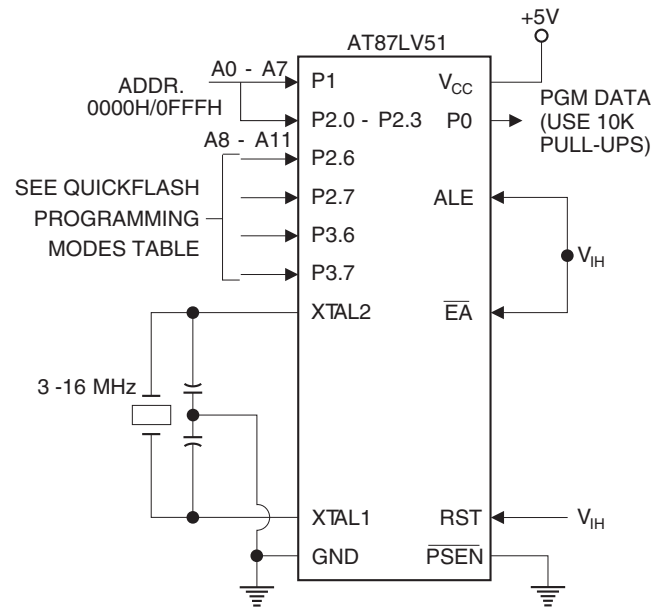 +5V
AT87LV51
A0 - A7
ADDR.
0000H/0FFFH
P1
VCC
PGM DATA
(USE 10K
PULL-UPS)
P2.0 - P2.3
P0
A8 - A11
P2.6
SEE QUICKFLASH
PROGRAMMING
MODES TABLE
P2.7
ALE
P3.6
VIH
P3.7
XTAL2
EA
3 -16 MHz
XTAL1
RST
VIH
GND
PSEN